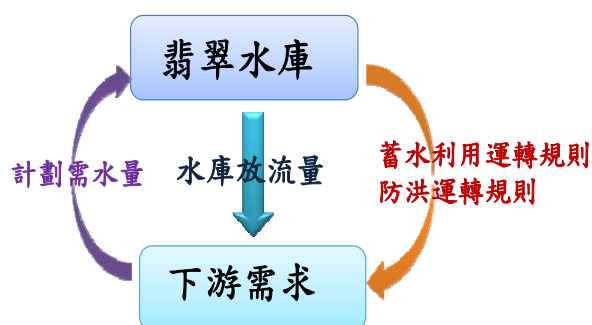 翡翠水庫
計劃需水量
水庫放流量
蓄水利用運轉規則
防洪運轉規則
下游需求